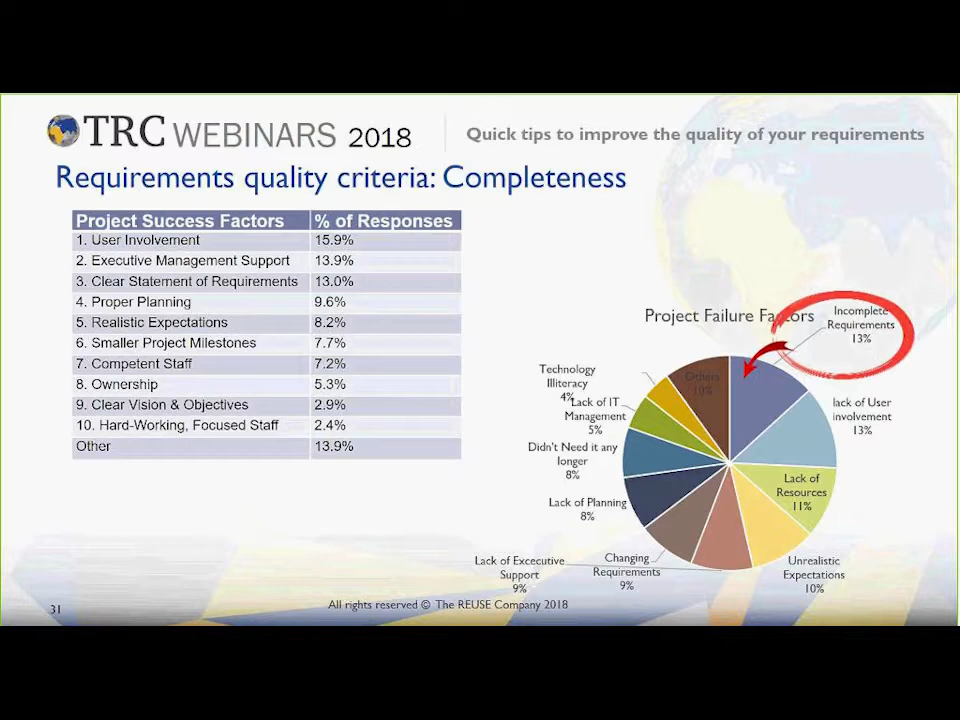 TRC WEBINARS 2018
Quick tips to improve the quality of your requirements
Requirements quality criteria: Completeness
Project Success Factors % of Responses
1. User Involvement 15.9%
2. Executive Management Support 13.9%
3. Clear Statement of Requirements 13.0%
4. Proper Planning 9.6%
5. Realistic Expectations 8.2%
6. Smaller Project Milestones 7.7%
7. Competent Staff 7.2%
8. Ownership 5.3%
9. Clear Vision & Objectives 2.9%
10. Hard-Working, Focused Staff 2.4%
Other 13.9%
Project Failure Factors
Incomplete
Requirements
13%
lack of User
involvement
13%
Lack of
Resources
11%
Unrealistic
Expectations
10%
Changing
Requirements
9%
Lack of Excecutive
Support
9%
Lack of Planning
8%
Didn't Need it any
longer
8%
Lack of IT
Management
5%
Technology
Illiteracy
4%
Others
10%
31
All rights reserved © The REUSE Company 2018